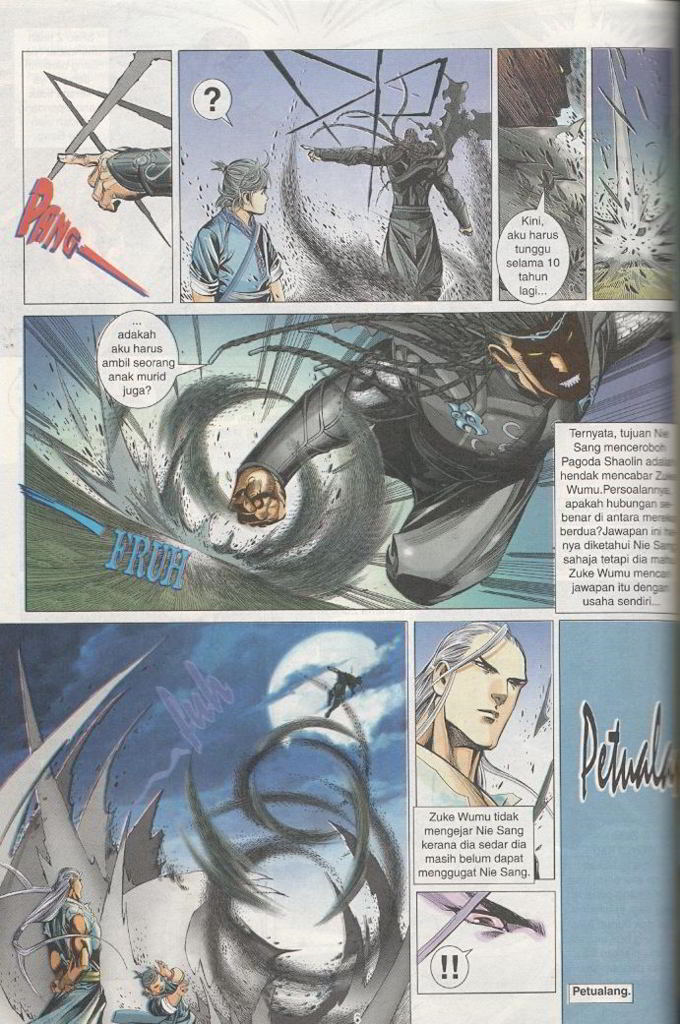 PANG
?
Kini,
aku harus
tunggu
selama 10
tahun
lagi...
...
adakah
aku harus
ambil seorang
anak murid
juga?
FRUH
Ternyata, tujuan Nie
Sang menceroboh
Pagoda Shaolin
hendak mencabar
Wumu.Persoalannya
apakah hubungan
benar di antara
berdua?Jawapan ini
nya diketahui Nie Sang
sahaja tetapi dia
Zuke Wumu
jawapan itu dengan
usaha sendiri...
Zuke Wumu tidak
mengejar Nie Sang
kerana dia sedar dia
masih belum dapat
menggugat Nie Sang.
!!
Petualang.
6